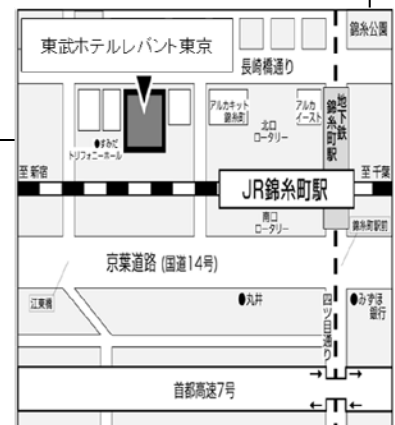 東武ホテルレバント東京
錦糸公園
長崎橋通り
アルカキット
錦糸町
アルカ
イースト
地下鉄
錦糸町駅
北口
ロータリー
●すみだ
トリフォニーホール
至新宿
至千葉
JR錦糸町駅
南口
ロータリー
錦糸町駅前
京葉道路 (国道14号)
江東橋
●丸井
四ツ目通り
●みずほ
銀行
首都高速7号